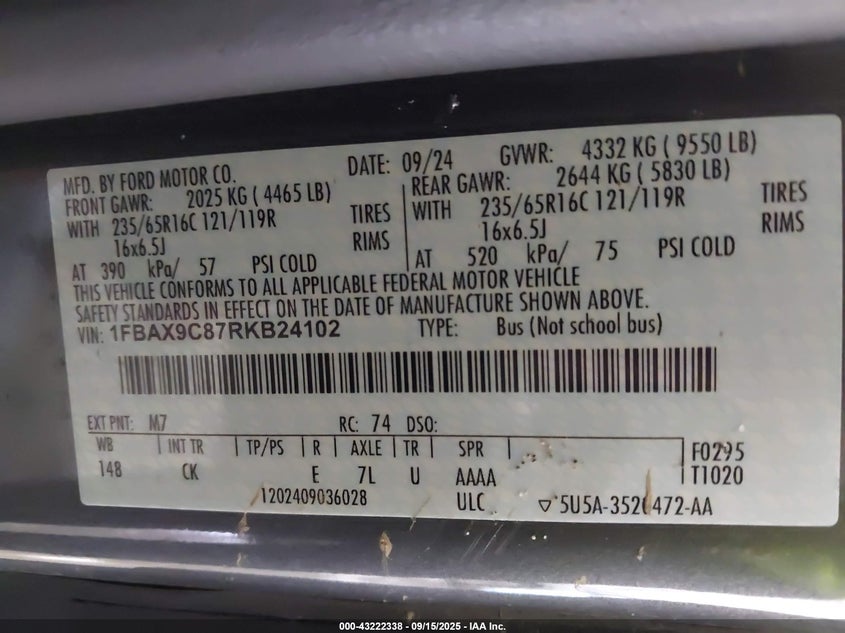 MFD. BY FORD MOTOR CO. DATE: 09/24 GVWR: 4332 KG ( 9550 LB)
FRONT GAWR: 2025 KG ( 4465 LB) REAR GAWR: 2644 KG ( 5830 LB)
WITH 235/65R16C 121/119R TIRES WITH 235/65R16C 121/119R TIRES
16x6.5J RIMS 16x6.5J RIMS
AT 390 kPa/ 57 PSI COLD AT 520 kPa/ 75 PSI COLD
THIS VEHICLE CONFORMS TO ALL APPLICABLE FEDERAL MOTOR VEHICLE
SAFETY STANDARDS IN EFFECT ON THE DATE OF MANUFACTURE SHOWN ABOVE.
VIN: 1FBAX9C87RKB24102 TYPE: Bus (Not school bus)
EXT PNT: M7 RC: 74 DSO:
WB INT TR TP/PS R AXLE TR SPR F0295
148 CK E 7L U AAAA T1020
1202409036028 ULC 5U5A-3520472-AA
000-43222338 - 09/15/2025 - IAA Inc.